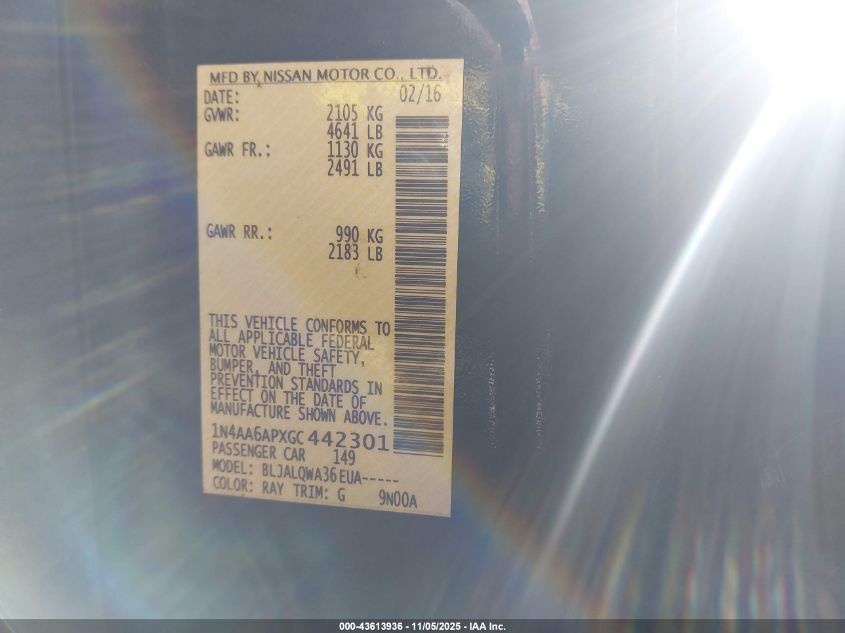 MFD BY NISSAN MOTOR CO., LTD.
DATE: 02/16
GVWR: 2105 KG
4641 LB
GAWR FR.: 1130 KG
2491 LB
GAWR RR.: 990 KG
2183 LB
THIS VEHICLE CONFORMS TO
ALL APPLICABLE FEDERAL
MOTOR VEHICLE SAFETY,
BUMPER, AND THEFT
PREVENTION STANDARDS IN
EFFECT ON THE DATE OF
MANUFACTURE SHOWN ABOVE.
1N4AA6APXGC442301
PASSENGER CAR 149
MODEL: BLJALQWA36EUA-----
COLOR: RAY TRIM: G 9N00A
000-43613936 - 11/05/2025 - IAA Inc.